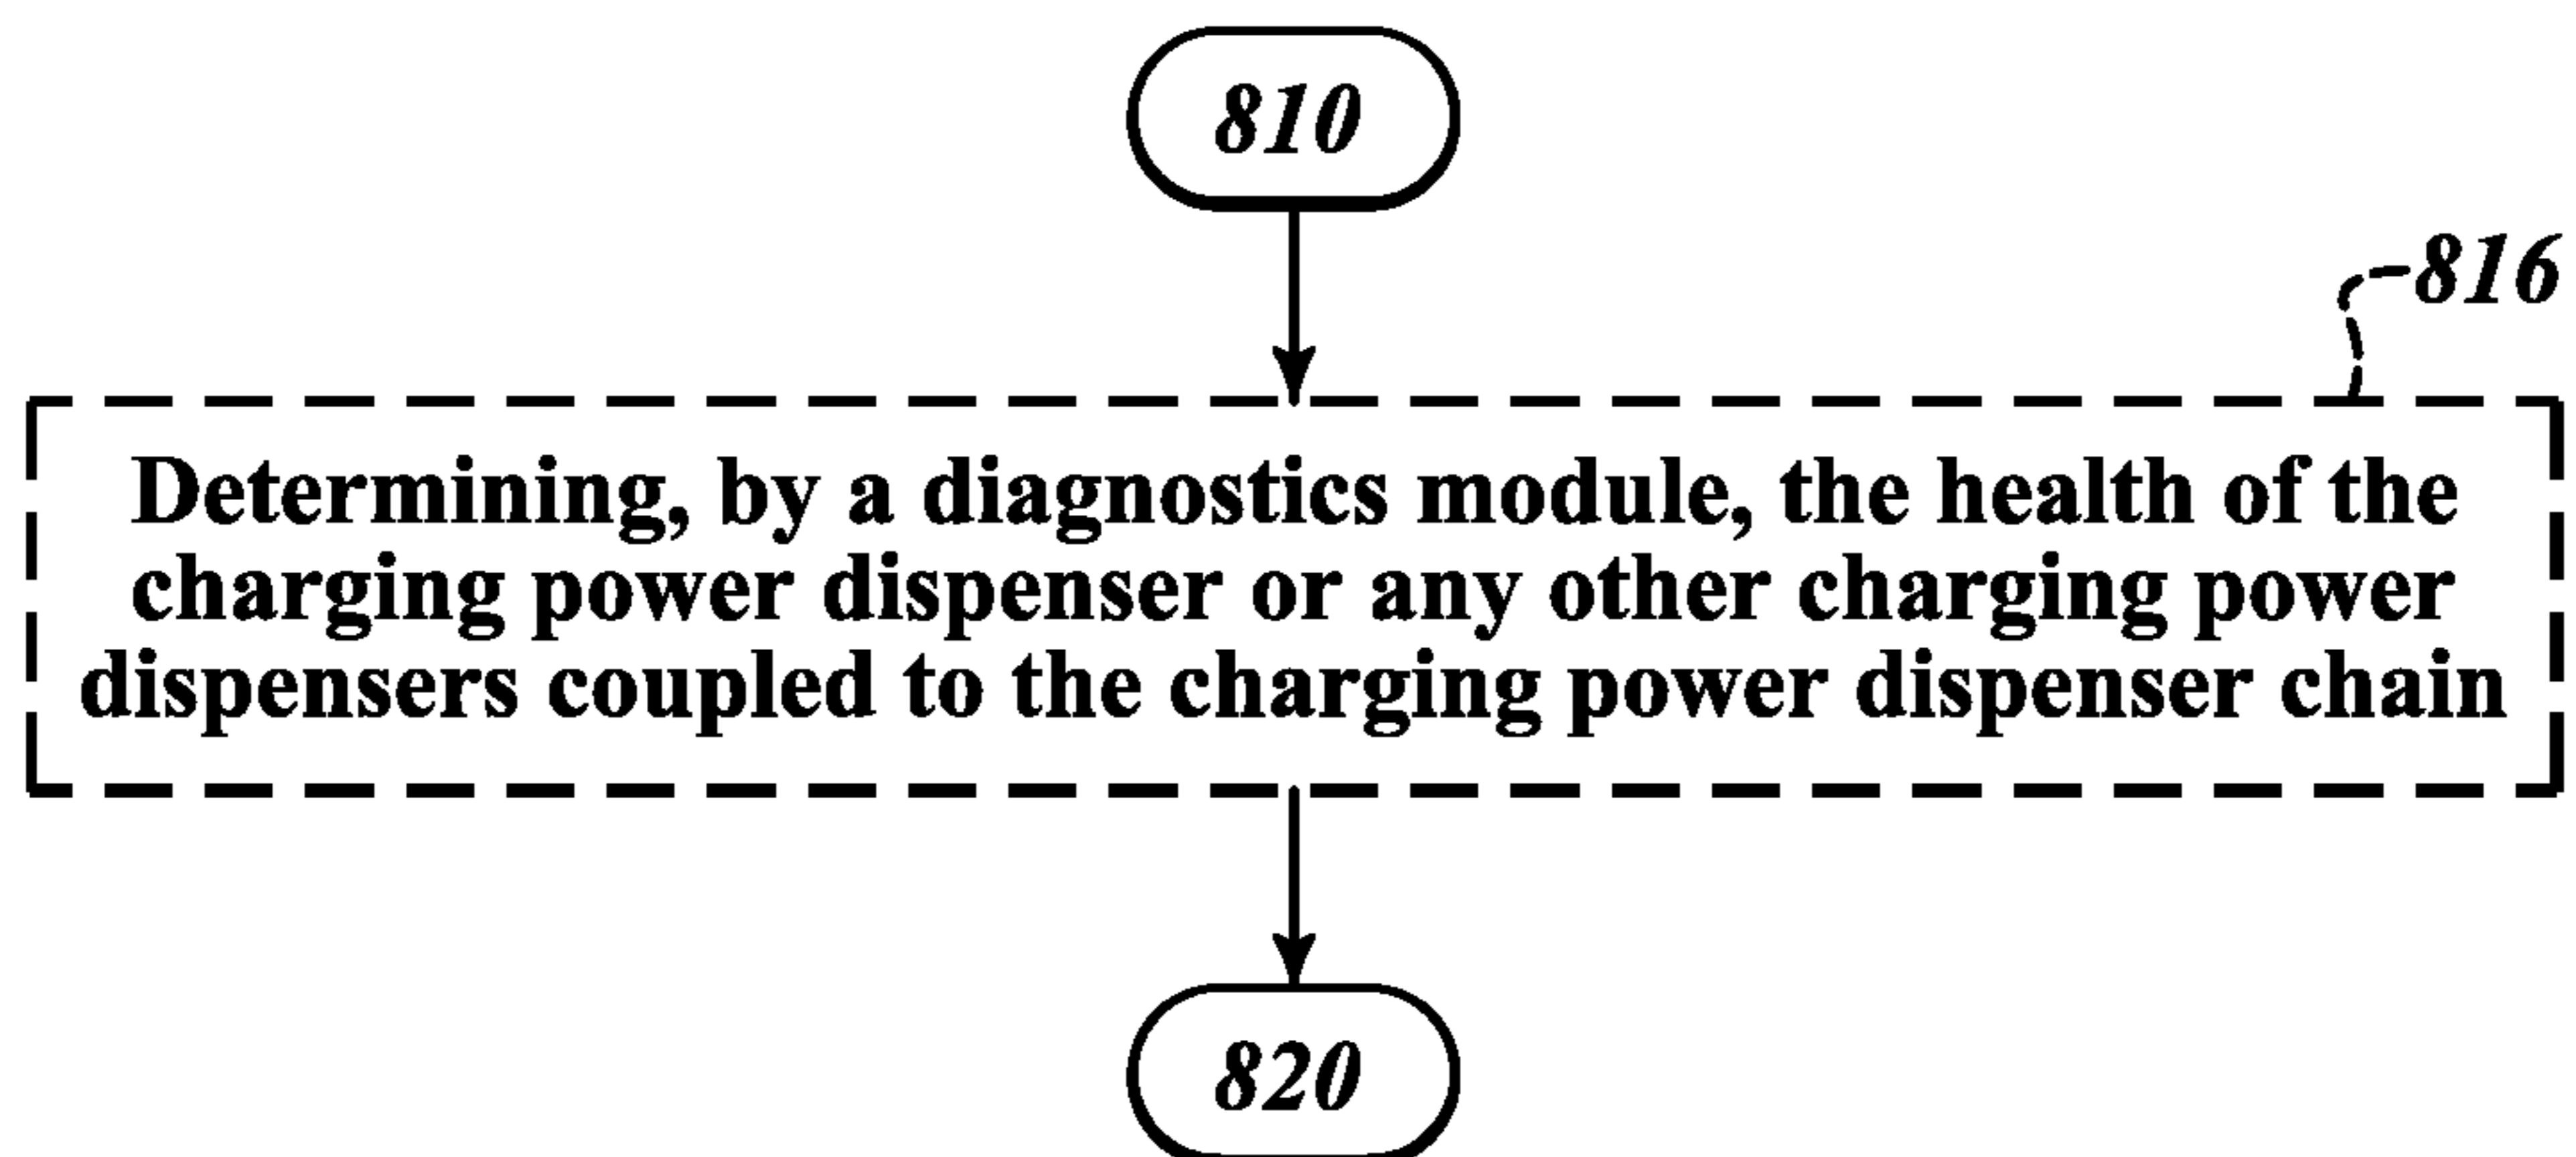 810
816
Determining, by a diagnostics module, the health of the
charging power dispenser or any other charging power
dispensers coupled to the charging power dispenser chain
820